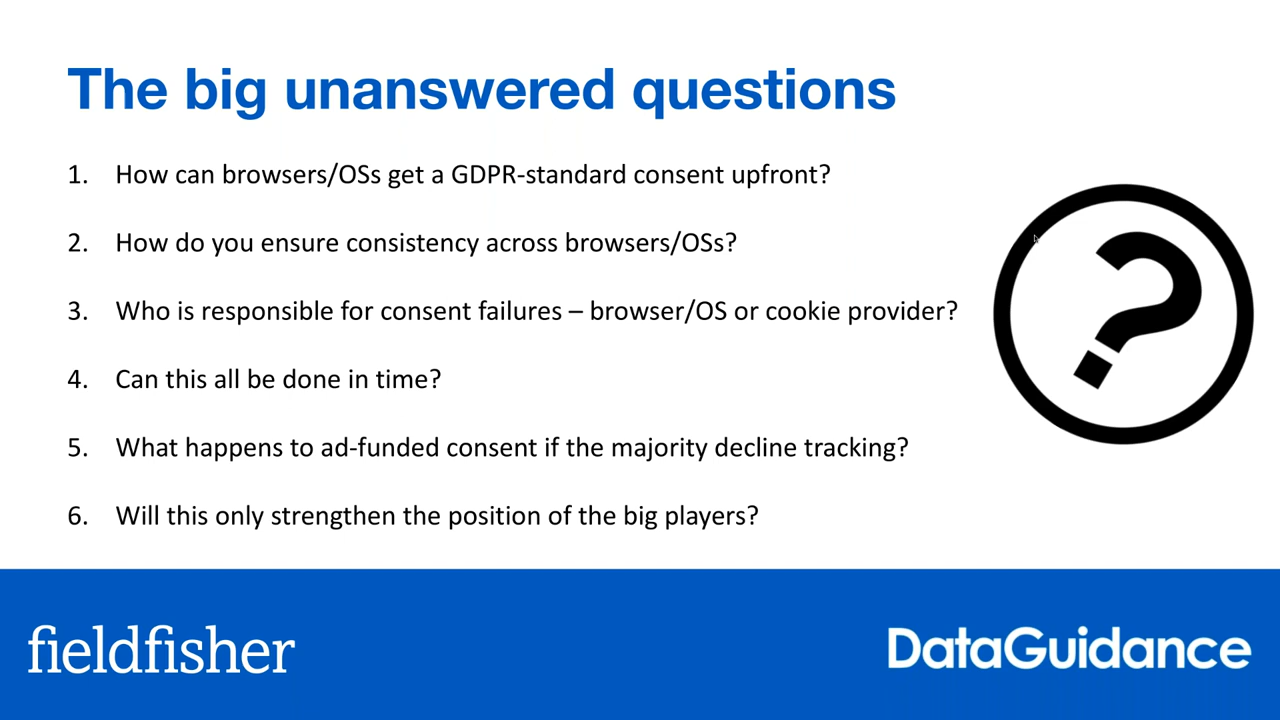 The big unanswered questions
1. How can browsers/OSs get a GDPR-standard consent upfront?
2. How do you ensure consistency across browsers/OSs?
3. Who is responsible for consent failures – browser/OS or cookie provider?
4. Can this all be done in time?
5. What happens to ad-funded consent if the majority decline tracking?
6. Will this only strengthen the position of the big players?
?
fieldfisher
DataGuidance